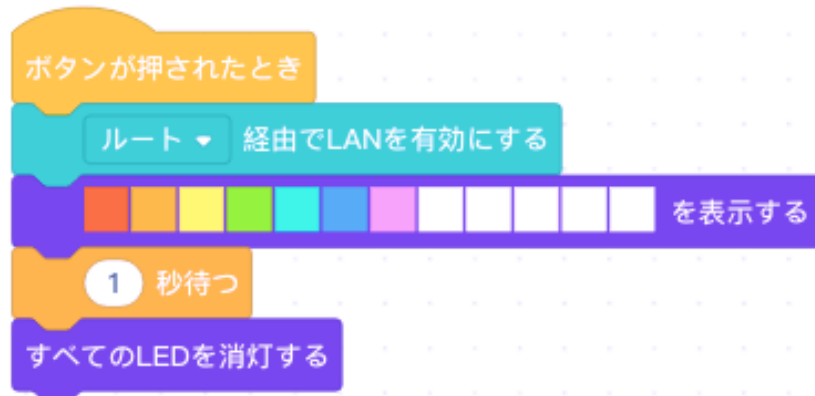 ボタンが押されたとき
ルート 経由でLANを有効にする
を表示する
1 秒待つ
すべてのLEDを消灯する